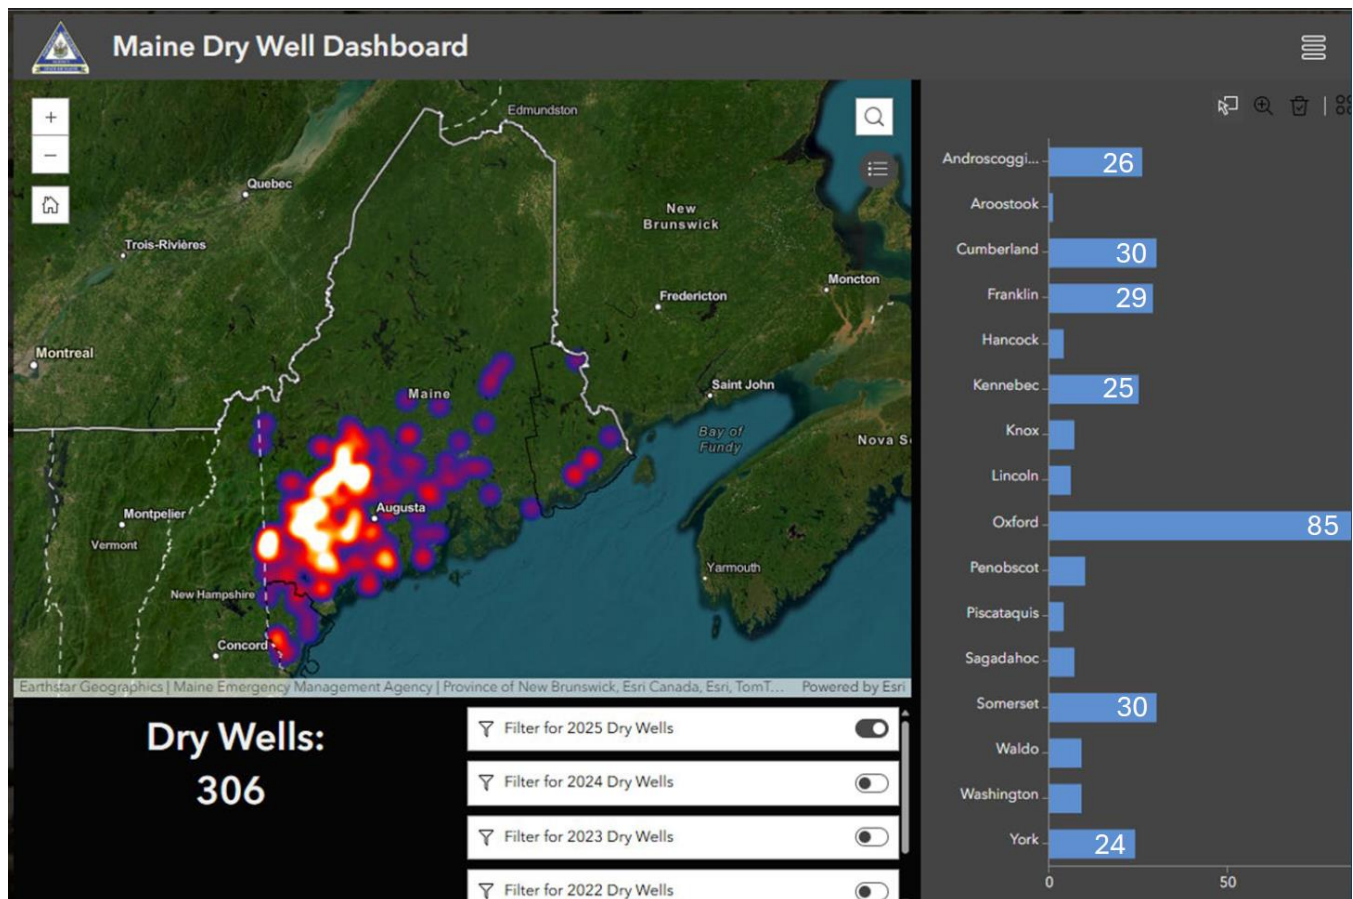 Maine Dry Well Dashboard
+
−
Edmundston
Quebec
New
Brunswick
Trois-Rivières
Moncton
Fredericton
Montreal
Saint John
Maine
Bay of
Fundy
Nova S
Augusta
Montpelier
Vermont
Yarmouth
New Hampshire
Concord
Earthstar Geographics | Maine Emergency Management Agency | Province of New Brunswick, Esri Canada, Esri, TomT... Powered by Esri
Dry Wells:
306
Filter for 2025 Dry Wells
Filter for 2024 Dry Wells
Filter for 2023 Dry Wells
Filter for 2022 Dry Wells
Androscoggi... 26
Aroostook
Cumberland 30
Franklin 29
Hancock
Kennebec 25
Knox
Lincoln
Oxford 85
Penobscot
Piscataquis
Sagadahoc
Somerset 30
Waldo
Washington
York 24
0 50